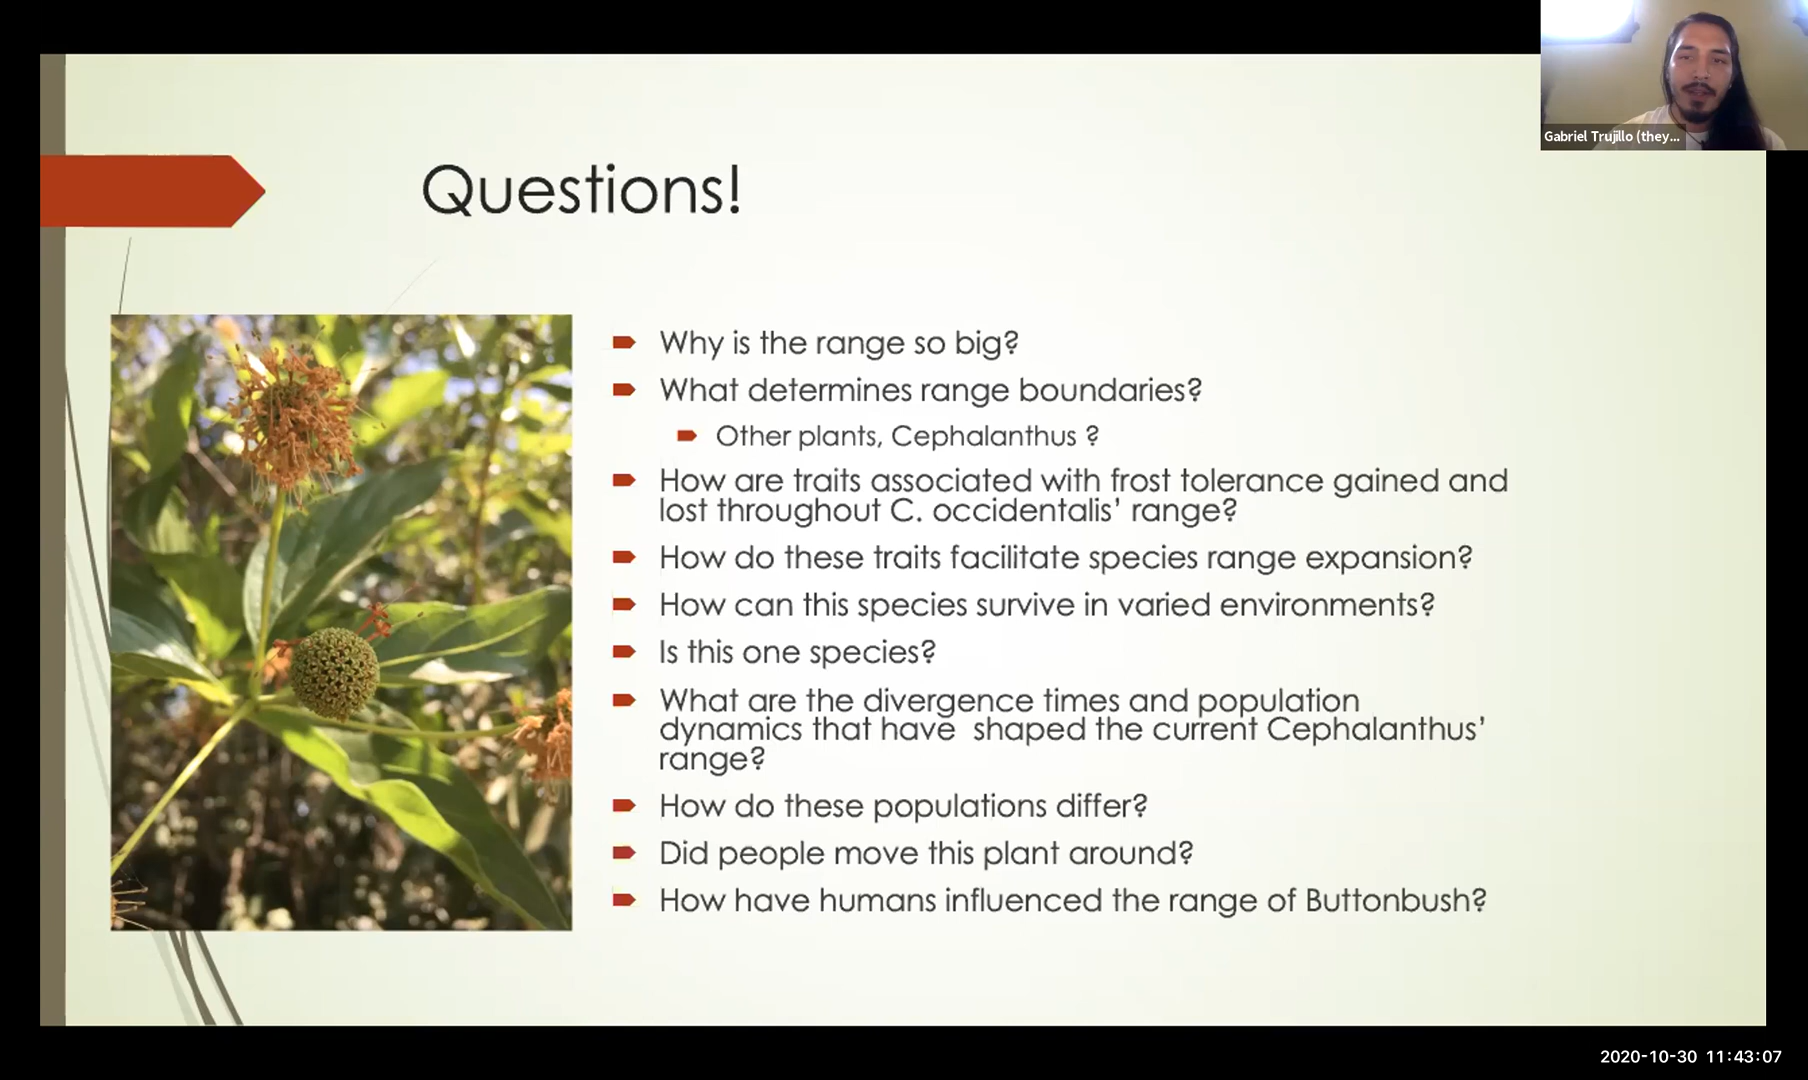 Gabriel Trujillo (they...
Questions!
Why is the range so big?
What determines range boundaries?
Other plants, Cephalanthus ?
How are traits associated with frost tolerance gained and
lost throughout C. occidentalis’ range?
How do these traits facilitate species range expansion?
How can this species survive in varied environments?
Is this one species?
What are the divergence times and population
dynamics that have  shaped the current Cephalanthus’
range?
How do these populations differ?
Did people move this plant around?
How have humans influenced the range of Buttonbush?
2020-10-30 11:43:07